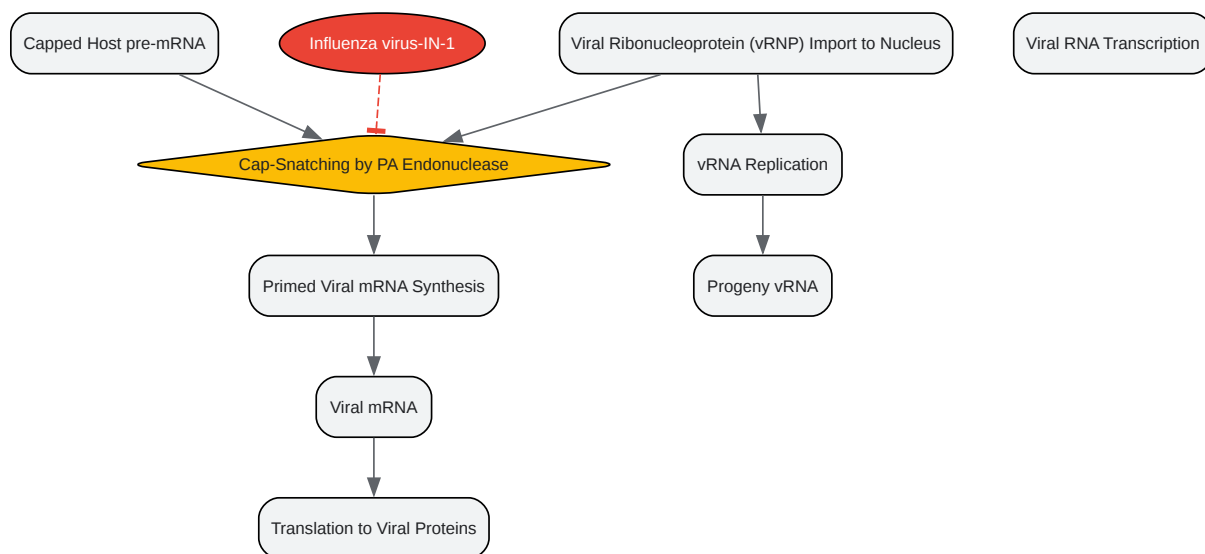 Capped Host pre-mRNA
Influenza virus-IN-1
Viral Ribonucleoprotein (vRNP) Import to Nucleus
Viral RNA Transcription
Cap-Snatching by PA Endonuclease
vRNA Replication
Primed Viral mRNA Synthesis
Progeny vRNA
Viral mRNA
Translation to Viral Proteins